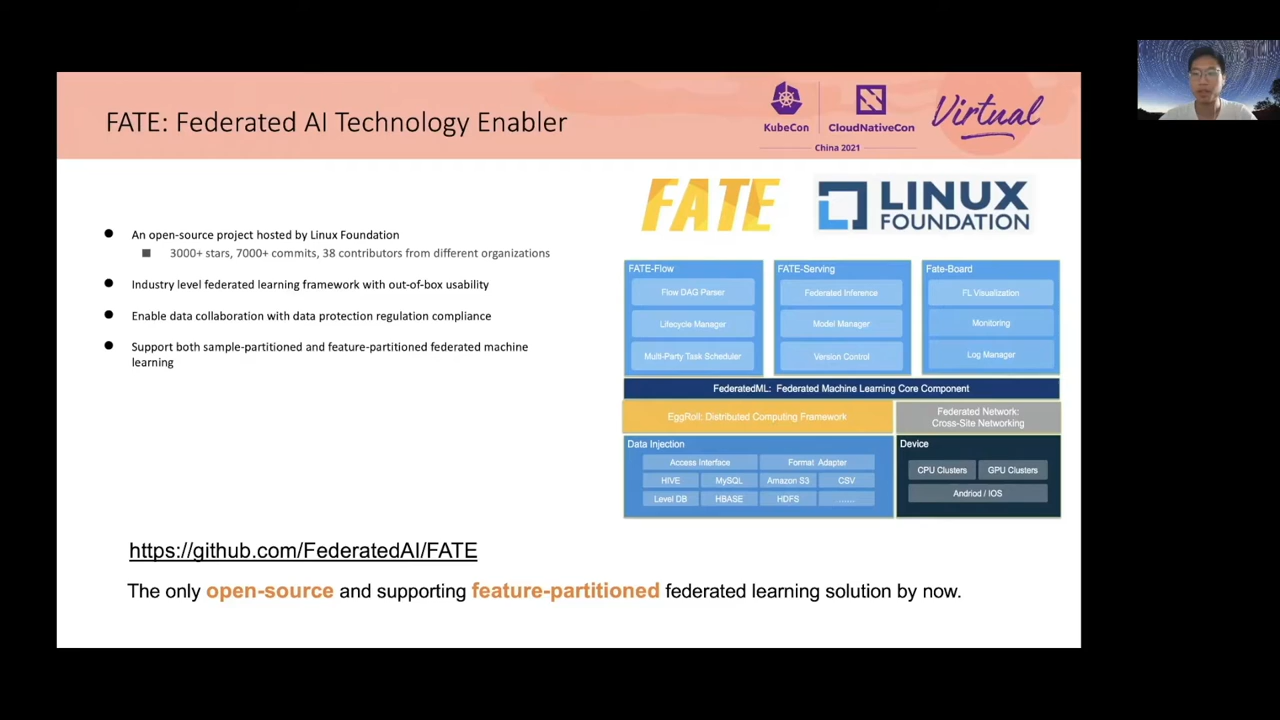 FATE: Federated AI Technology Enabler
KubeCon
CloudNativeCon
China 2021
Virtual
FATE
LINUX
FOUNDATION
An open-source project hosted by Linux Foundation
3000+ stars, 7000+ commits, 38 contributors from different organizations
Industry level federated learning framework with out-of-box usability
Enable data collaboration with data protection regulation compliance
Support both sample-partitioned and feature-partitioned federated machine
learning
FATE-Flow
Flow DAG Parser
Lifecycle Manager
Multi-Party Task Scheduler
FATE-Serving
Federated Inference
Model Manager
Version Control
Fate-Board
FL Visualization
Monitoring
Log Manager
FederatedML: Federated Machine Learning Core Component
EggRoll: Distributed Computing Framework
Federated Network:
Cross-Site Networking
Data Injection
Access Interface
Format Adapter
HIVE
MySQL
Amazon S3
CSV
Level DB
HBASE
HDFS
......
Device
CPU Clusters
GPU Clusters
Andriod / IOS
https://github.com/FederatedAI/FATE
The only open-source and supporting feature-partitioned federated learning solution by now.